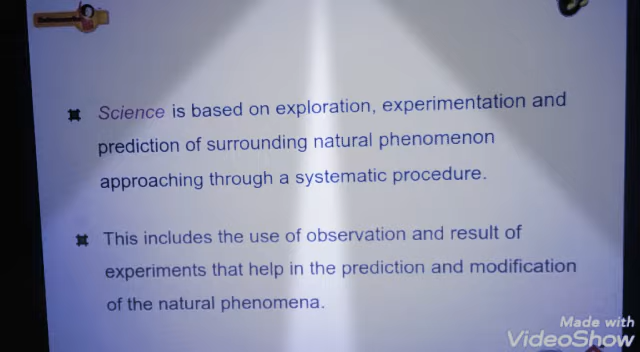 Science is based on exploration, experimentation and
prediction of surrounding natural phenomenon
approaching through a systematic procedure.
This includes the use of observation and result of
experiments that help in the prediction and modification
of the natural phenomena.
Made with
VideoShow